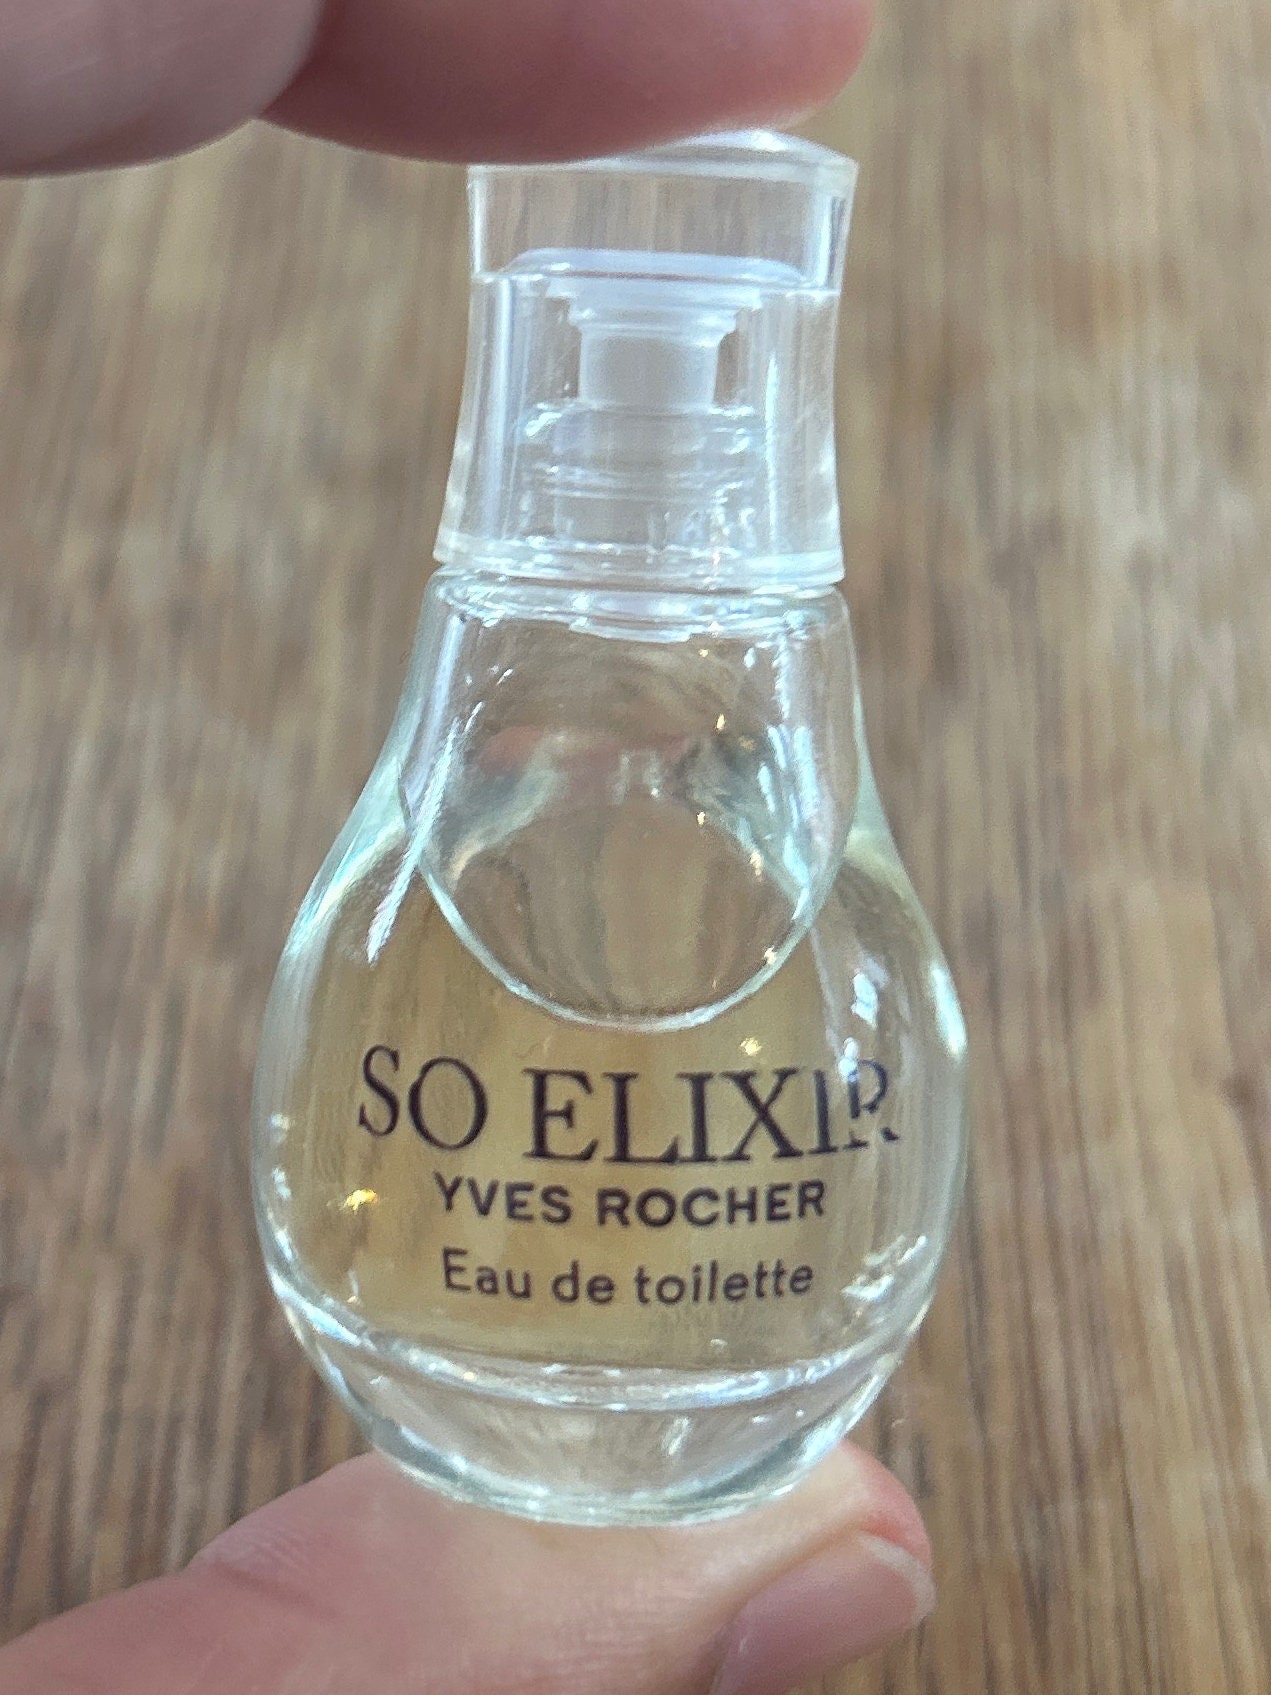 SO ELIXIR
YVES ROCHER
Eau de toilette